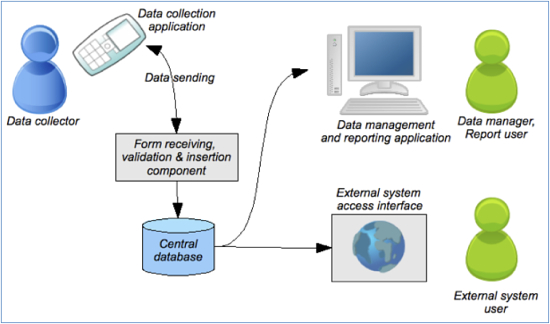 Data collection
application
Data sending
Data collector
Form receiving,
validation & insertion
component
Central
database
Data management
and reporting application
Data manager,
Report user
External system
access interface
External system
user